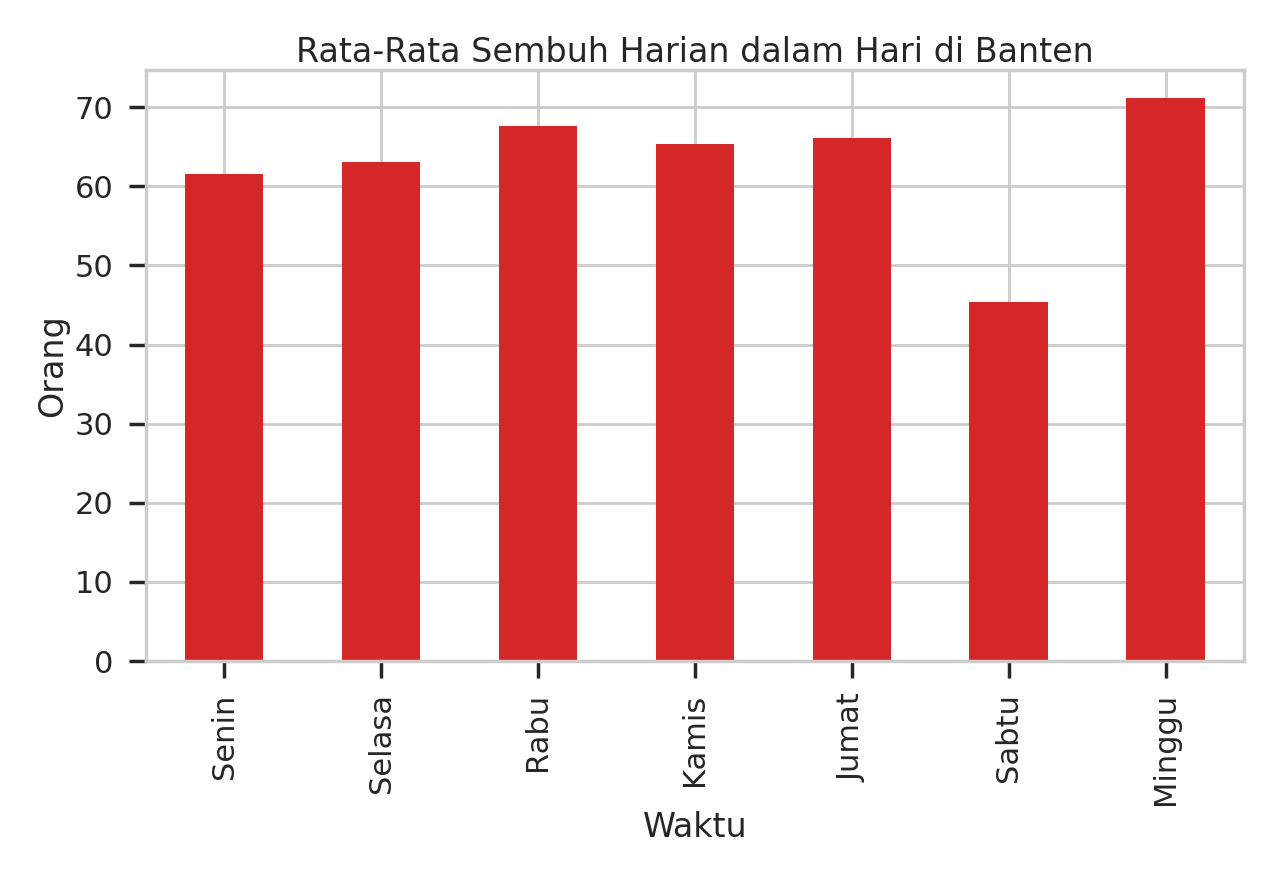 Rata-Rata Sembuh Harian dalam Hari di Banten
70
60
50
40
30
20
10
0
Orang
Senin
Selasa
Rabu
Kamis
Jumat
Sabtu
Minggu
Waktu